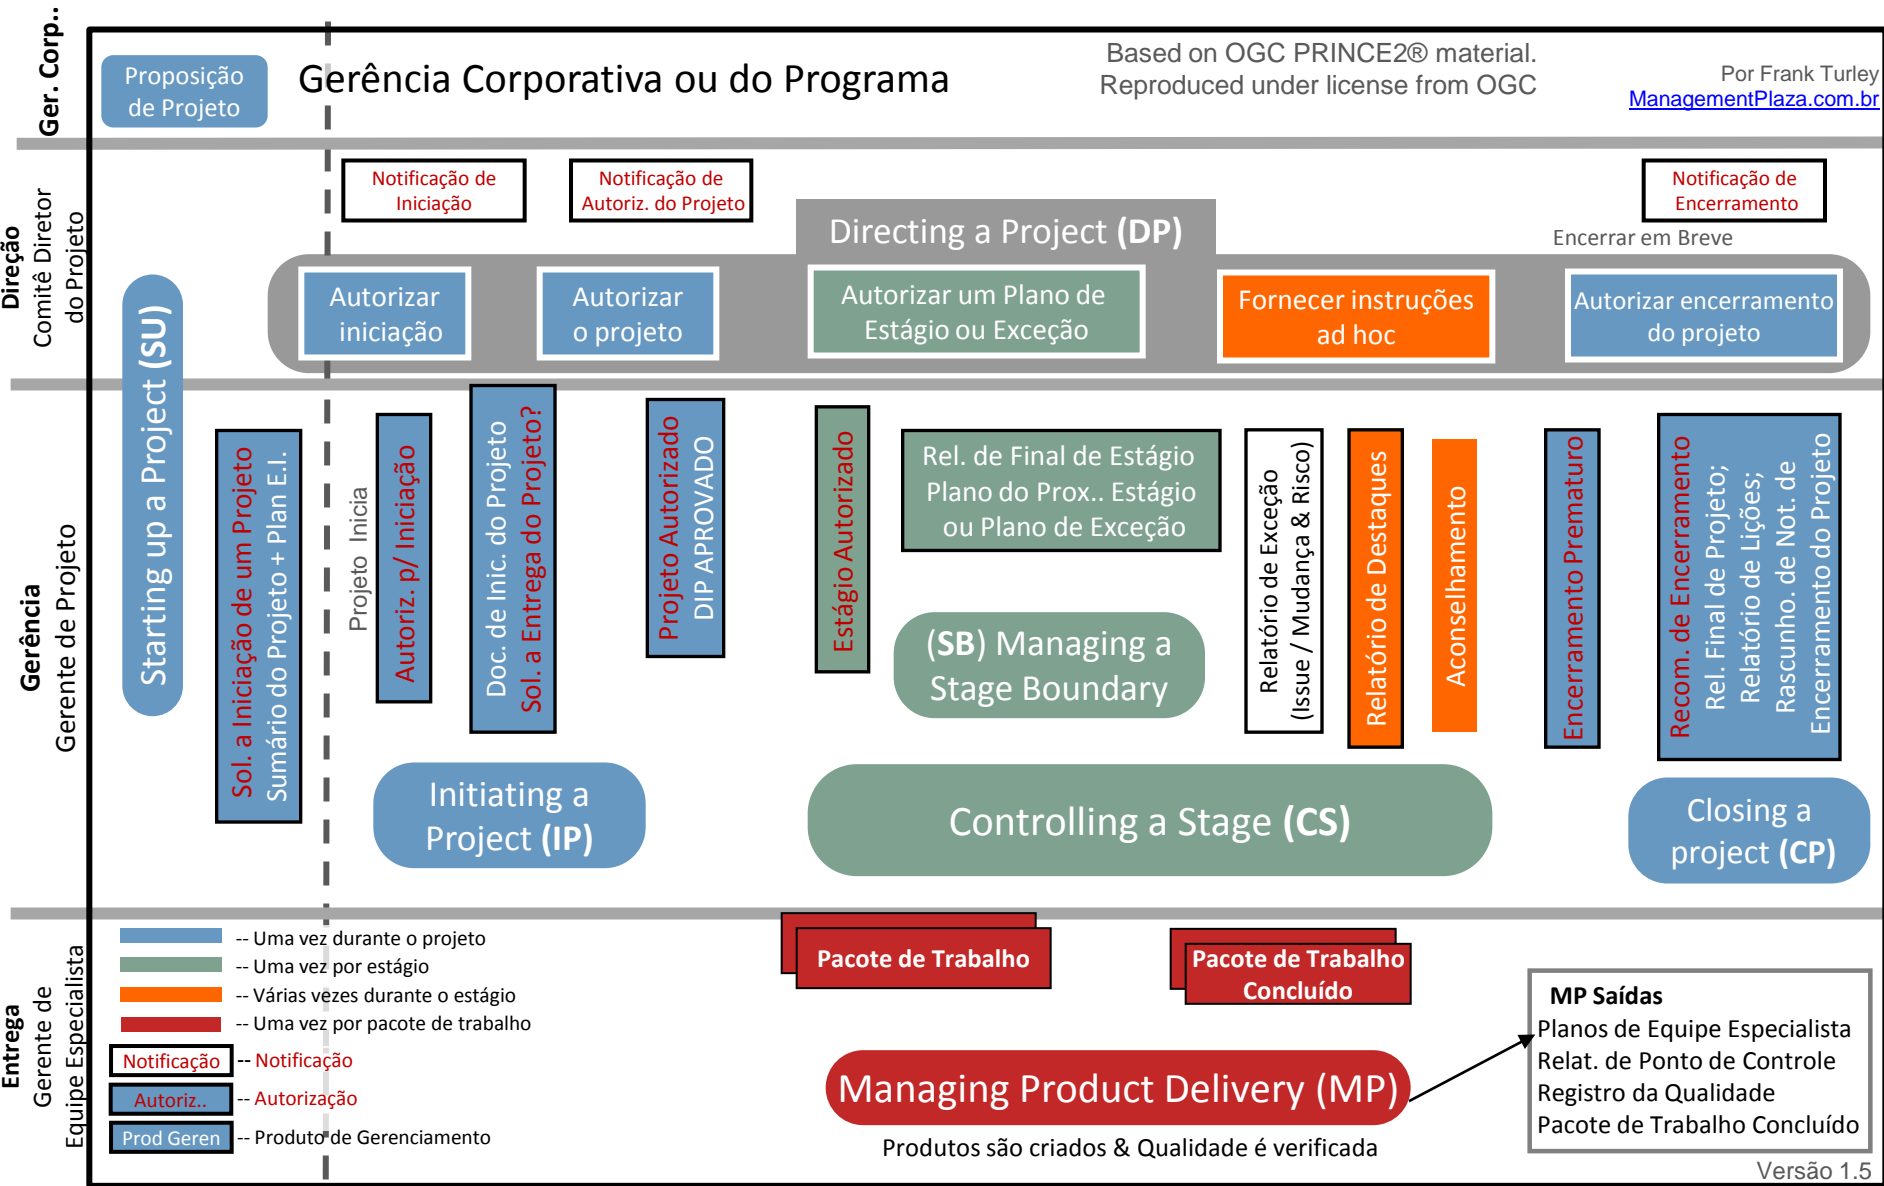 Ger. Corp..
Proposição
de Projeto
Gerência Corporativa ou do Programa
Based on OGC PRINCE2® material.
Reproduced under license from OGC
Por Frank Turley
ManagementPlaza.com.br
Direção
Comitê Diretor
do Projeto
Notificação de
Iniciação
Notificação de
Autoriz. do Projeto
Notificação de
Encerramento
Directing a Project (DP)
Encerrar em Breve
Autorizar
iniciação
Autorizar
o projeto
Autorizar um Plano de
Estágio ou Exceção
Fornecer instruções
ad hoc
Autorizar encerramento
do projeto
Starting up a Project (SU)
Gerência
Gerente de Projeto
Sol. a Iniciação de um Projeto
Sumário do Projeto + Plan E.I.
Projeto Inicia
Autoriz. p/ Iniciação
Doc. de Inic. do Projeto
Sol. a Entrega do Projeto?
Projeto Autorizado
DIP APROVADO
Estágio Autorizado
Rel. de Final de Estágio
Plano do Prox.. Estágio
ou Plano de Exceção
(SB) Managing a
Stage Boundary
Relatório de Exceção
(Issue / Mudança & Risco)
Relatório de Destaques
Aconselhamento
Encerramento Prematuro
Recom. de Encerramento
Rel. Final de Projeto;
Relatório de Lições;
Rascunho. de Not. de
Encerramento do Projeto
Initiating a
Project (IP)
Controlling a Stage (CS)
Closing a
project (CP)
Entrega
Gerente de
Equipe Especialista
-- Uma vez durante o projeto
-- Uma vez por estágio
-- Várias vezes durante o estágio
-- Uma vez por pacote de trabalho
Notificação -- Notificação
Autoriz.. -- Autorização
Prod Geren -- Produto de Gerenciamento
Pacote de Trabalho
Pacote de Trabalho
Concluído
Managing Product Delivery (MP)
Produtos são criados & Qualidade é verificada
MP Saídas
Planos de Equipe Especialista
Relat. de Ponto de Controle
Registro da Qualidade
Pacote de Trabalho Concluído
Versão 1.5